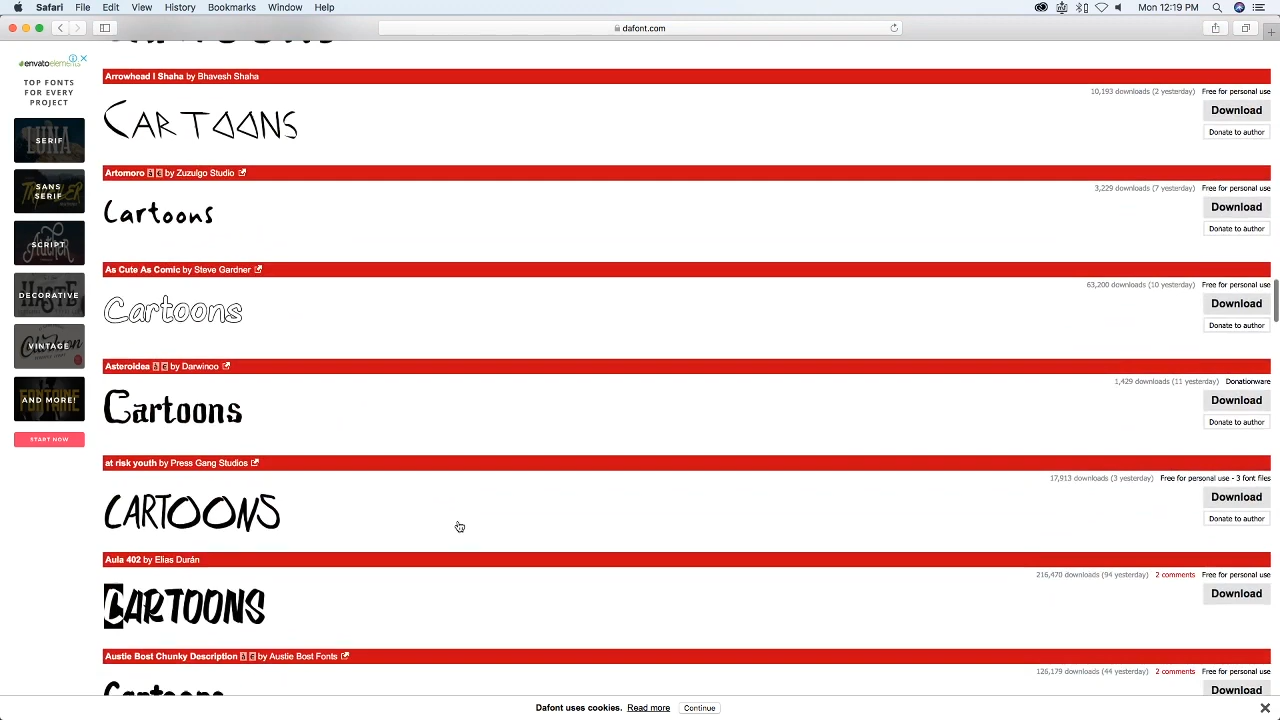 Safari File Edit View History Bookmarks Window Help
Mon 12:19 PM
dafont.com
CARTOONS
envato elements
TOP FONTS
FOR EVERY
PROJECT
SERIF
SANS
SERIF
SCRIPT
DECORATIVE
VINTAGE
AND MORE!
START NOW
Arrowhead I Shaha by Bhavesh Shaha
10,193 downloads (2 yesterday) Free for personal use
CARTOONS
Download
Donate to author
Artomoro by Zuzulgo Studio
3,229 downloads (7 yesterday) Free for personal use
Cartoons
Download
Donate to author
As Cute As Comic by Steve Gardner
63,200 downloads (10 yesterday) Free for personal use
Cartoons
Download
Donate to author
Asteroidea by Darwinoo
1,429 downloads (11 yesterday) Donationware
Cartoons
Download
Donate to author
at risk youth by Press Gang Studios
17,913 downloads (3 yesterday) Free for personal use - 3 font files
CARTOONS
Download
Donate to author
Aula 402 by Elias Durán
216,470 downloads (94 yesterday) 2 comments Free for personal use
CARTOONS
Download
Austie Bost Chunky Description by Austie Bost Fonts
126,179 downloads (44 yesterday) 2 comments Free for personal use
Cartoons
Download
Dafont uses cookies. Read more Continue